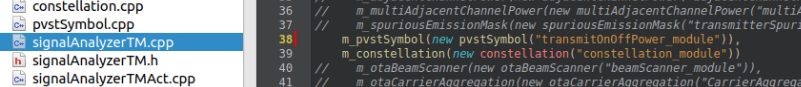 constellation.cpp
pvstSymbol.cpp
signalAnalyzerTM.cpp
signalAnalyzerTM.h
signalAnalyzerTMAct.cpp
36 // m_multiAdjacentChannelPower(new multiAdjacentChannelPower("multiA
37 // m_spuriousEmissionMask(new spuriousEmissionMask("transmitterSpuri
38 m_pvstSymbol(new pvstSymbol("transmitOnOffPower_module")),
39 m_constellation(new constellation("constellation_module"))
40 // m_otaBeamScanner(new otaBeamScanner("beamScanner_module")),
41 // m_otaCarrierAggregation(new otaCarrierAggregation("CarrierAggrega